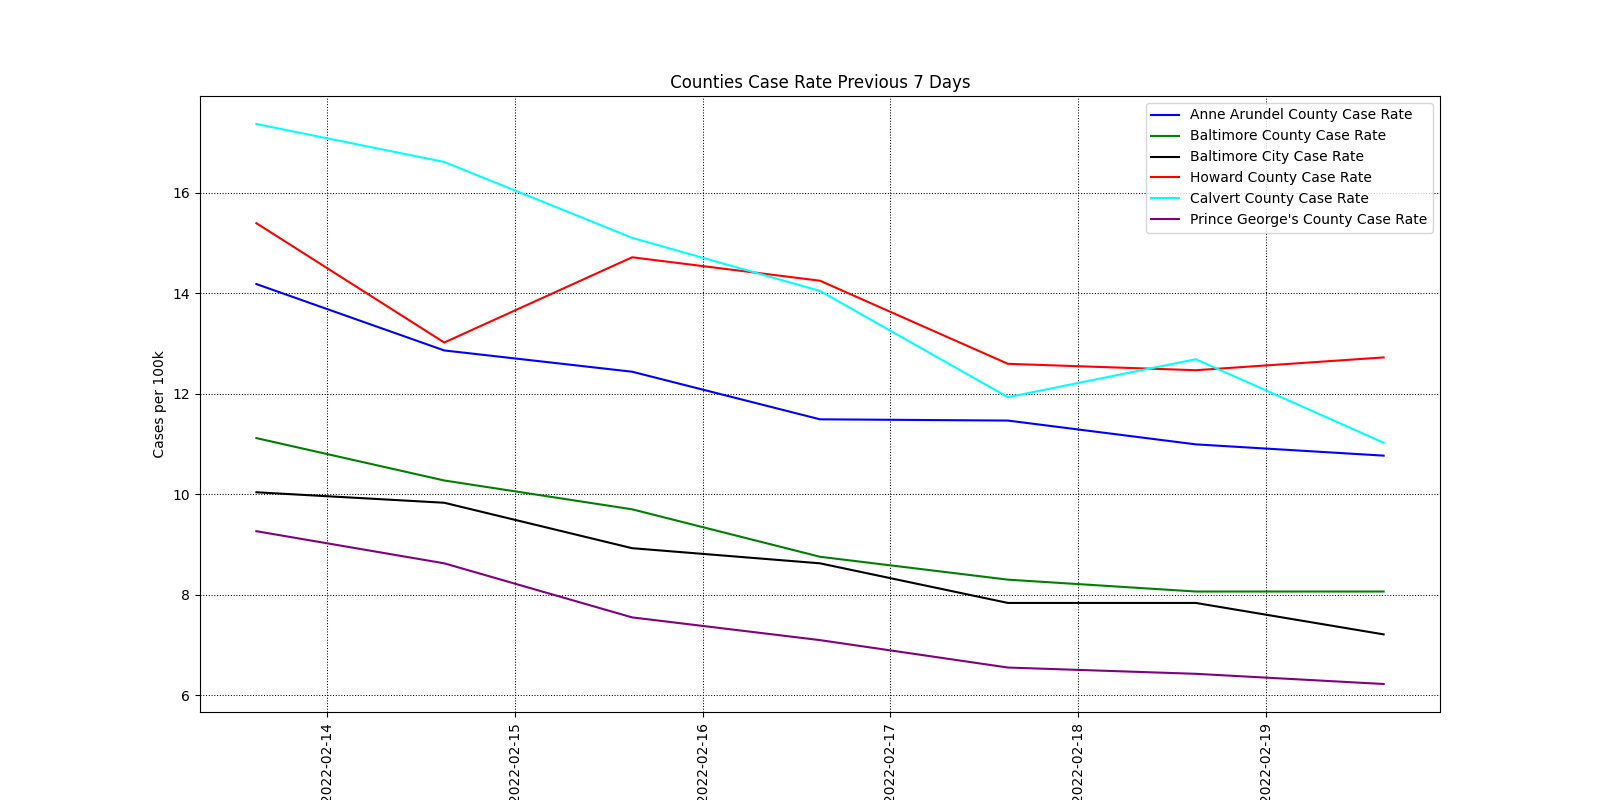 Counties Case Rate Previous 7 Days
Anne Arundel County Case Rate
Baltimore County Case Rate
Baltimore City Case Rate
Howard County Case Rate
Calvert County Case Rate
Prince George's County Case Rate
Cases per 100k
16
14
12
10
8
6
2022-02-14
2022-02-15
2022-02-16
2022-02-17
2022-02-18
2022-02-19